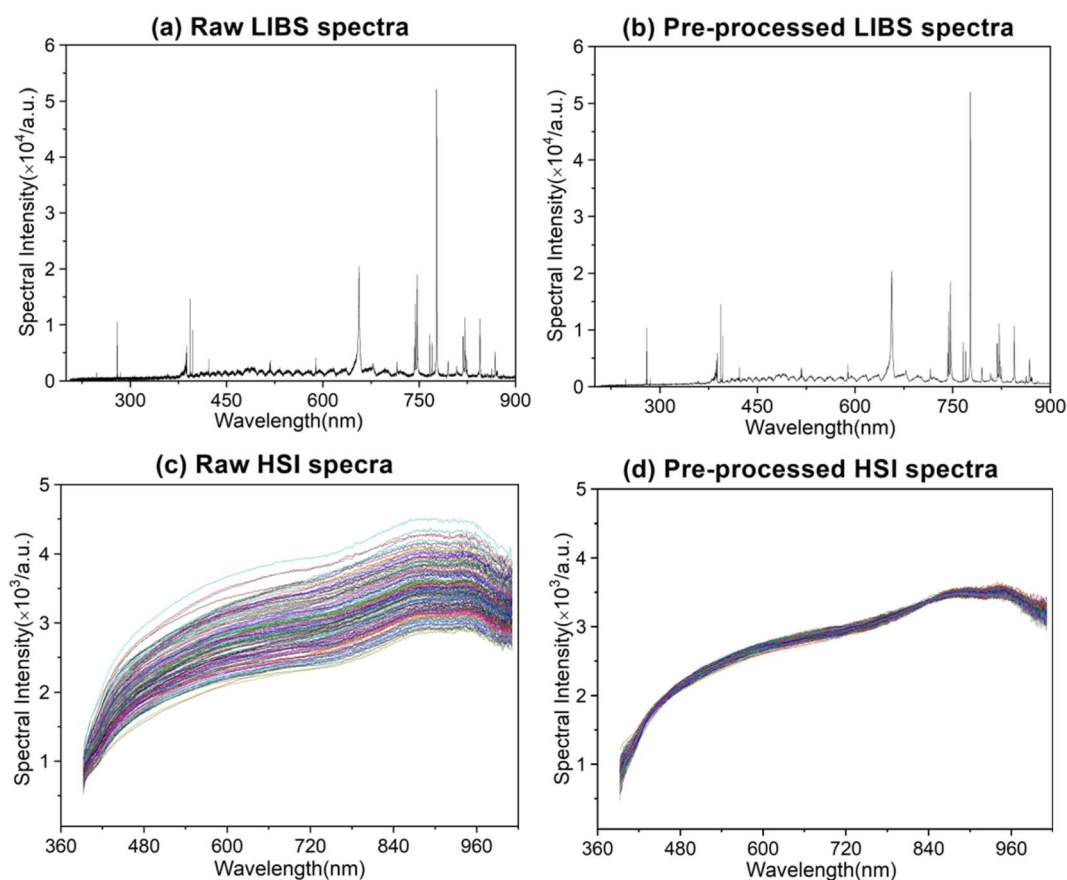 (a) Raw LIBS spectra
6
5
4
3
2
1
0
Spectral Intensity(×10⁴/a.u.)
300 450 600 750 900
Wavelength(nm)
(b) Pre-processed LIBS spectra
6
5
4
3
2
1
0
Spectral Intensity(×10⁴/a.u.)
300 450 600 750 900
Wavelength(nm)
(c) Raw HSI specra
5
4
3
2
1
Spectral Intensity(×10³/a.u.)
360 480 600 720 840 960
Wavelength(nm)
(d) Pre-processed HSI spectra
5
4
3
2
1
Spectral Intensity(×10³/a.u.)
360 480 600 720 840 960
Wavelength(nm)